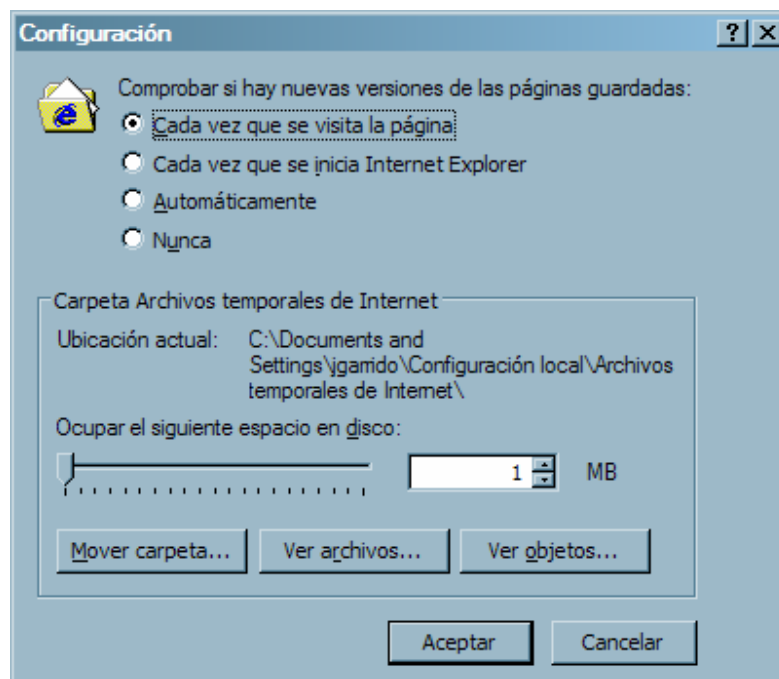 Configuración
Comprobar si hay nuevas versiones de las páginas guardadas:
Cada vez que se visita la página
Cada vez que se inicia Internet Explorer
Automáticamente
Nunca
Carpeta Archivos temporales de Internet
Ubicación actual: C:\Documents and
Settings\jgarrido\Configuración local\Archivos
temporales de Internet\
Ocupar el siguiente espacio en disco:
1 MB
Mover carpeta... Ver archivos... Ver objetos...
Aceptar Cancelar